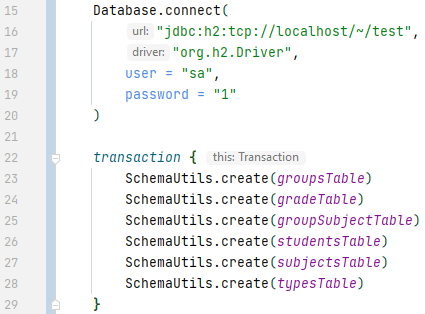 15 Database.connect(
16 url: "jdbc:h2:tcp://localhost/~/test",
17 driver: "org.h2.Driver",
18 user = "sa",
19 password = "1"
20 )
21
22 transaction { this: Transaction
23 SchemaUtils.create(groupsTable)
24 SchemaUtils.create(gradeTable)
25 SchemaUtils.create(groupSubjectTable)
26 SchemaUtils.create(studentsTable)
27 SchemaUtils.create(subjectsTable)
28 SchemaUtils.create(typesTable)
29 }